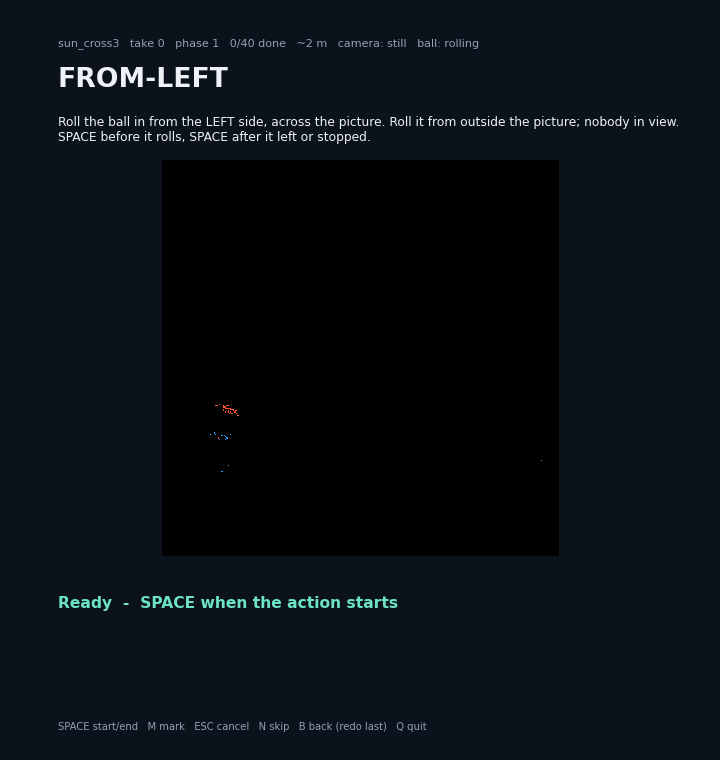 sun_cross3   take 0   phase 1   0/40 done   ~2 m   camera: still   ball: rolling
FROM-LEFT
Roll the ball in from the LEFT side, across the picture. Roll it from outside the picture; nobody in view.
SPACE before it rolls, SPACE after it left or stopped.
Ready  -  SPACE when the action starts
SPACE start/end   M mark   ESC cancel   N skip   B back (redo last)   Q quit